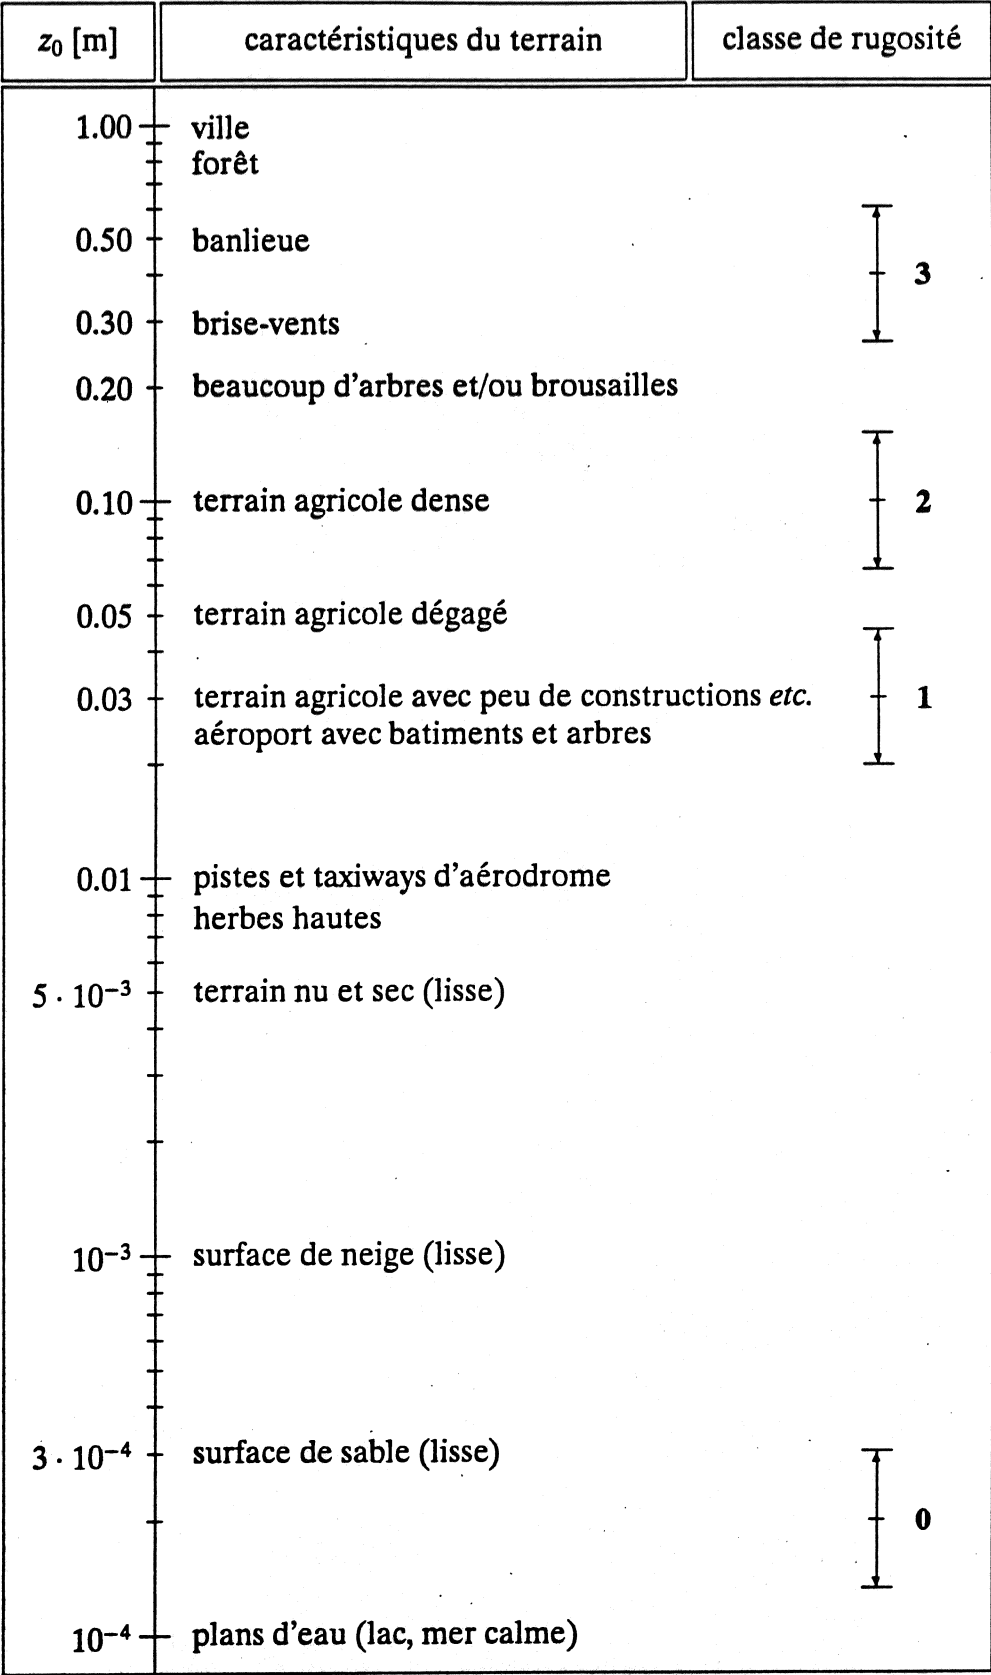 z0 [m] caractéristiques du terrain classe de rugosité
1.00 ville
forêt
0.50 banlieue
3
0.30 brise-vents
0.20 beaucoup d'arbres et/ou brousailles
0.10 terrain agricole dense 2
0.05 terrain agricole dégagé
0.03 terrain agricole avec peu de constructions etc. 1
aéroport avec batiments et arbres
0.01 pistes et taxiways d'aérodrome
herbes hautes
5 · 10⁻³ terrain nu et sec (lisse)
10⁻³ surface de neige (lisse)
3 · 10⁻⁴ surface de sable (lisse)
0
10⁻⁴ plans d'eau (lac, mer calme)